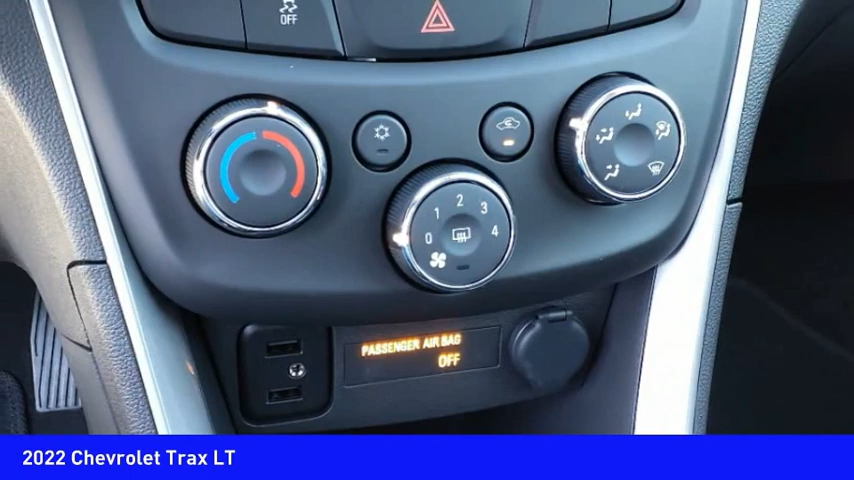 OFF
2
1 3
0 4
PASSENGER AIR BAG
OFF
2022 Chevrolet Trax LT